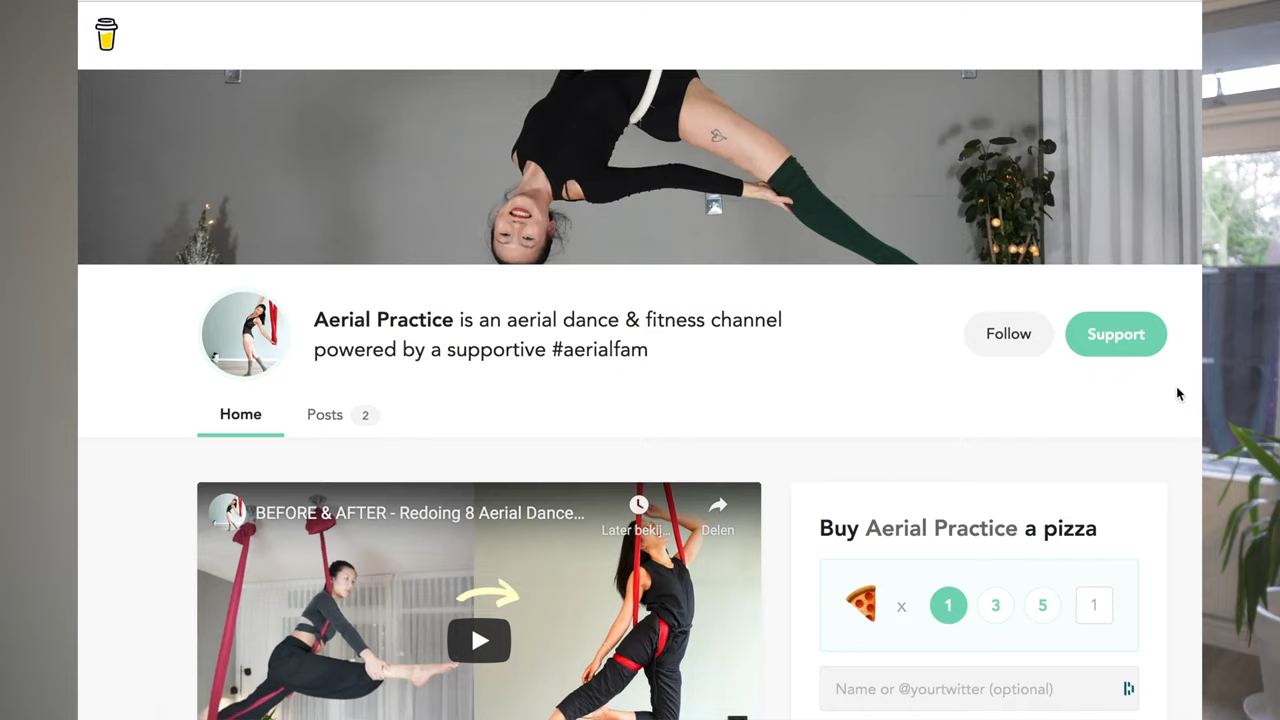 Aerial Practice is an aerial dance & fitness channel
powered by a supportive #aerialfam
Follow
Support
Home
Posts 2
BEFORE & AFTER - Redoing 8 Aerial Dance...
Later bekij...
Delen
Buy Aerial Practice a pizza
x 1 3 5 1
Name or @yourtwitter (optional)